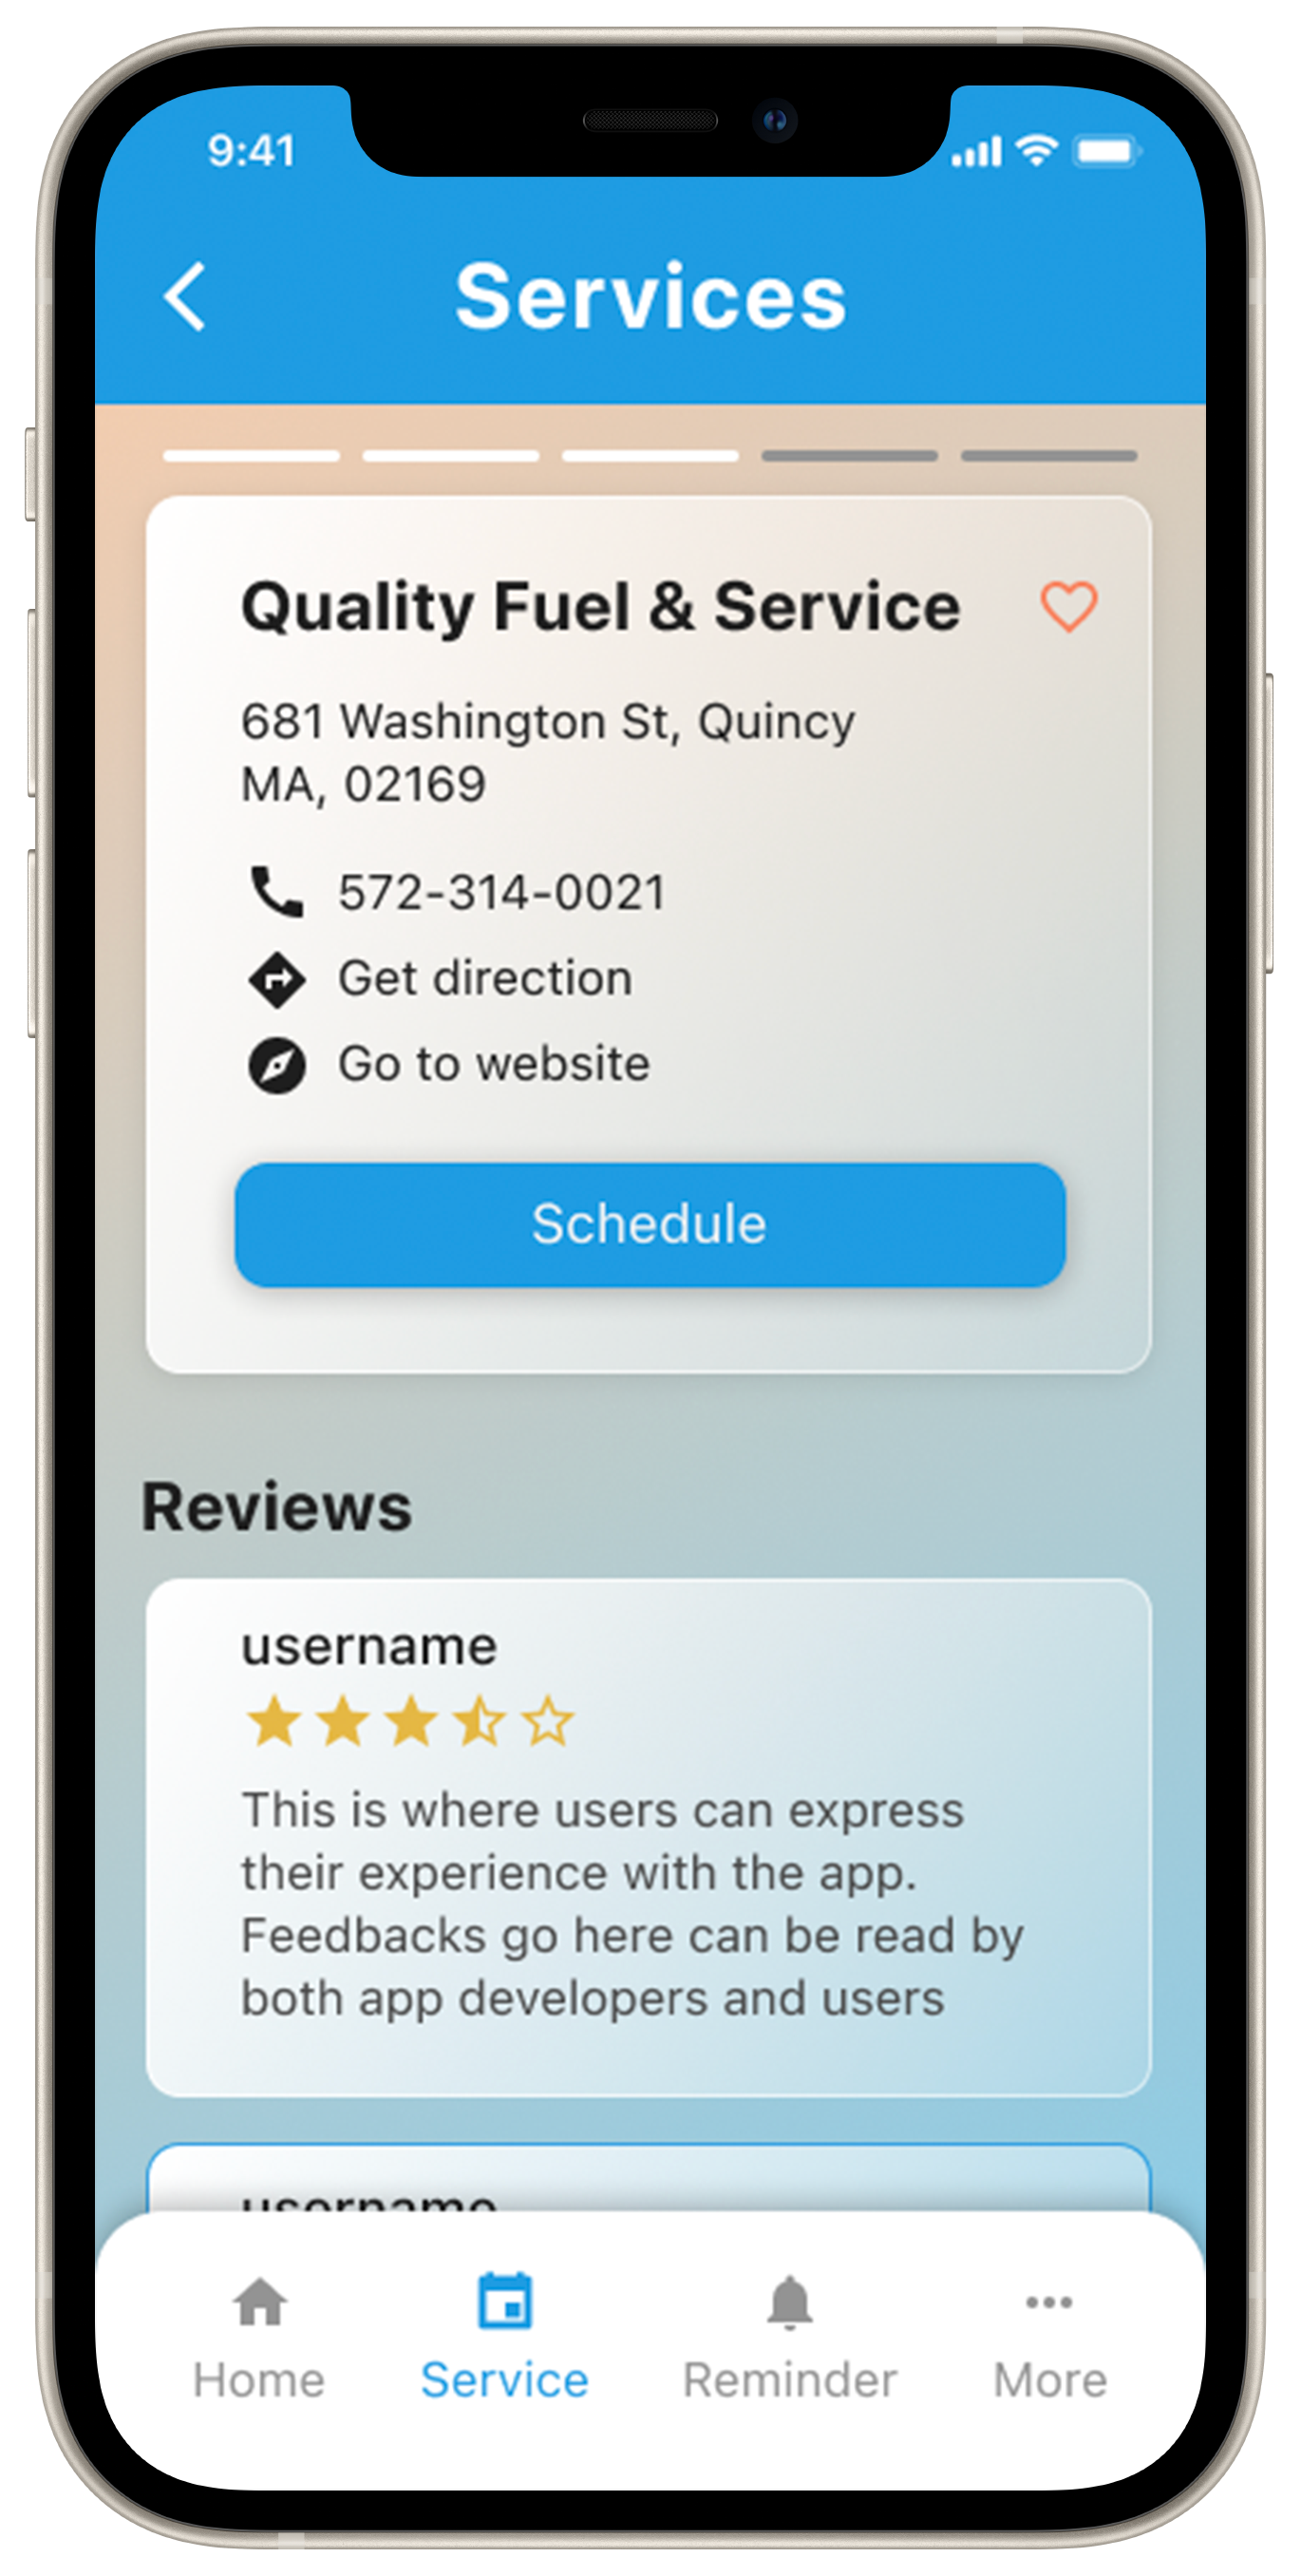 9:41
Services
Quality Fuel & Service
681 Washington St, Quincy
MA, 02169
572-314-0021
Get direction
Go to website
Schedule
Reviews
username
This is where users can express
their experience with the app.
Feedbacks go here can be read by
both app developers and users
username
Home
Service
Reminder
More